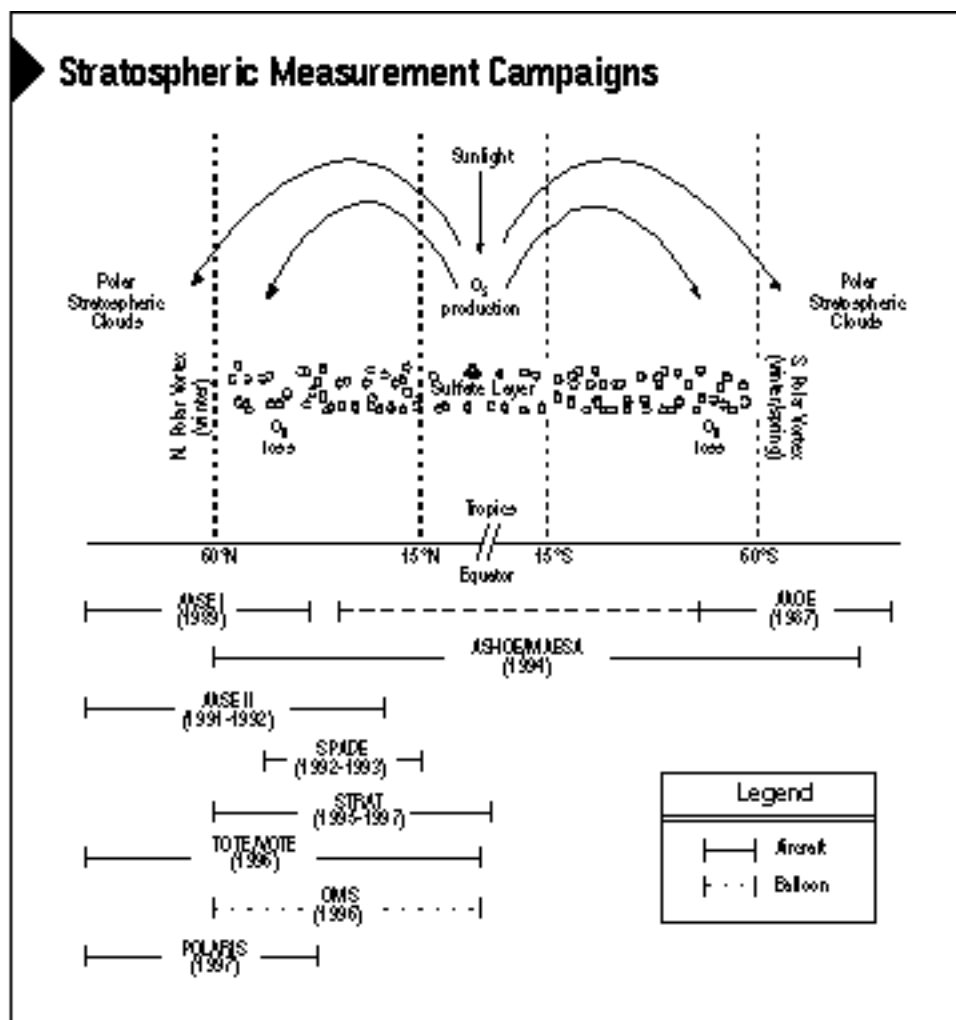 Stratospheric Measurement Campaigns
Sunlight
Polar
Stratospheric
Clouds
O3
production
Polar
Stratospheric
Clouds
N. Polar Vortex
(winter)
Sulfate Layer
S. Polar Vortex
(winter/spring)
O3
loss
O3
loss
Tropics
60°N
15°N
15°S
60°S
Equator
AASE I
(1989)
AAOE
(1987)
ASHOE/MAESA
(1994)
AASE II
(1991-1992)
SPADE
(1992-1993)
STRAT
(1995-1997)
TOTE/VOTE
(1996)
OMS
(1996)
POLARIS
(1997)
Legend
Aircraft
Balloon